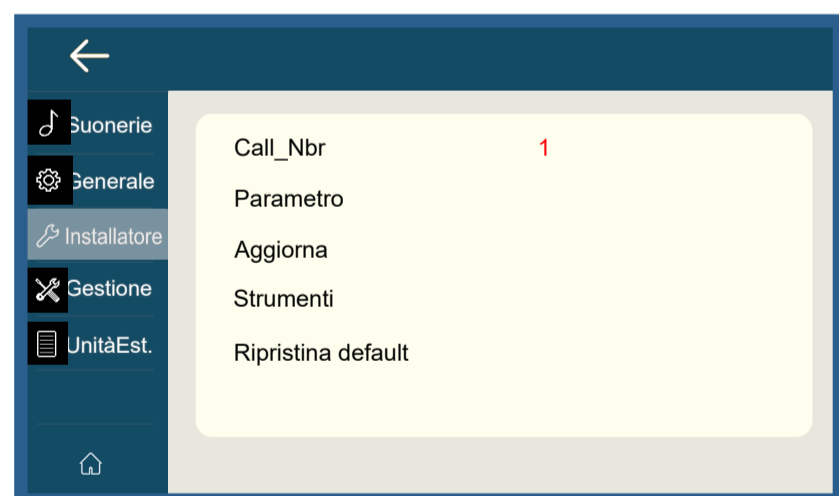 Suonerie
Generale
Installatore
Gestione
UnitàEst.
Call_Nbr 1
Parametro
Aggiorna
Strumenti
Ripristina default